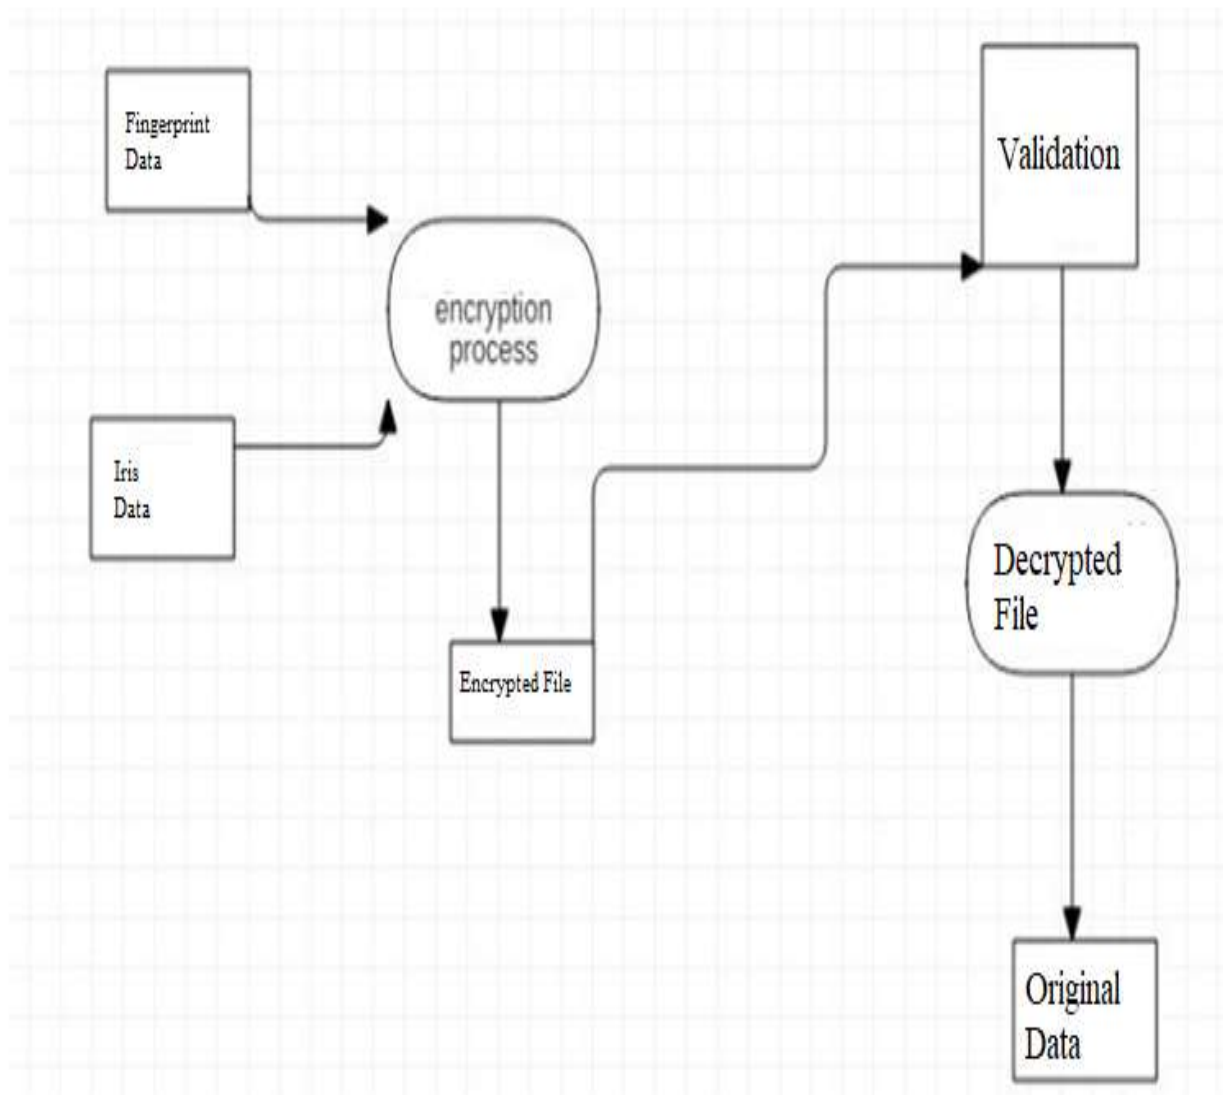 Fingerprint
Data
Validation
encryption
process
Iris
Data
Encrypted File
Decrypted
File
Original
Data